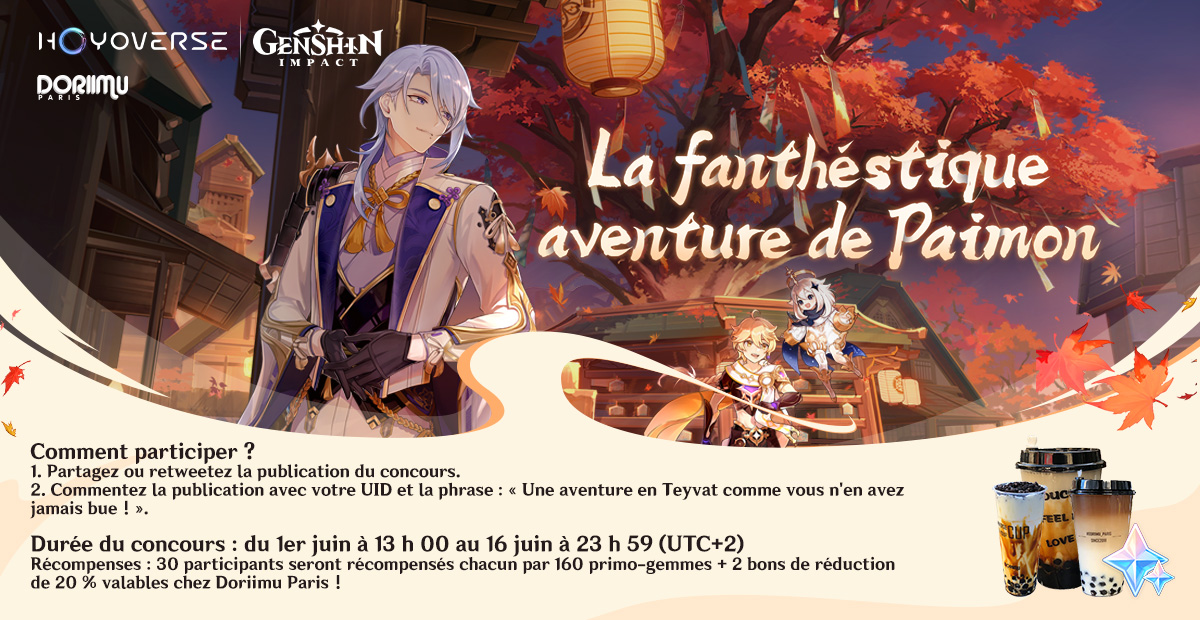 HOYOVERSE
GENSHIN
IMPACT
DORIIMU
PARIS
La fanthéstique
aventure de Paimon
Comment participer ?
1. Partagez ou retweetez la publication du concours.
2. Commentez la publication avec votre UID et la phrase : « Une aventure en Teyvat comme vous n'en avez
jamais bue ! ».
Durée du concours : du 1er juin à 13 h 00 au 16 juin à 23 h 59 (UTC+2)
Récompenses : 30 participants seront récompensés chacun par 160 primo-gemmes + 2 bons de réduction
de 20 % valables chez Doriimu Paris !
FEEL
CUP
LOVE